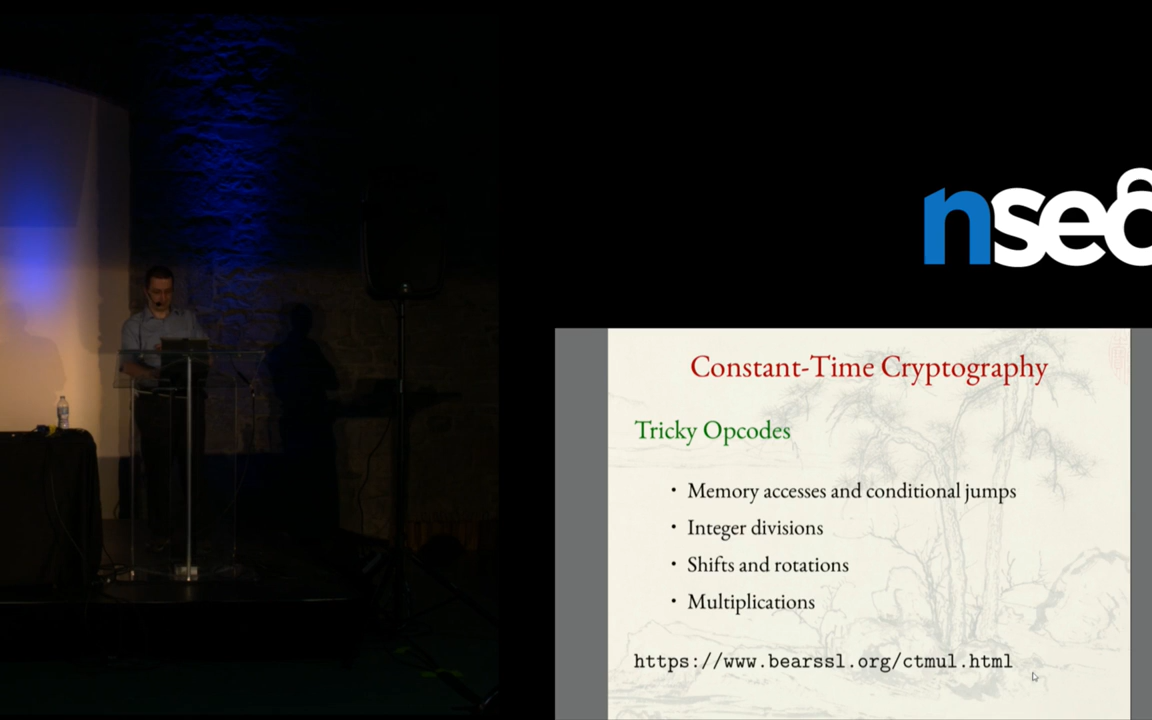 nsec
Constant-Time Cryptography
Tricky Opcodes
• Memory accesses and conditional jumps
• Integer divisions
• Shifts and rotations
• Multiplications
https://www.bearssl.org/ctmul.html